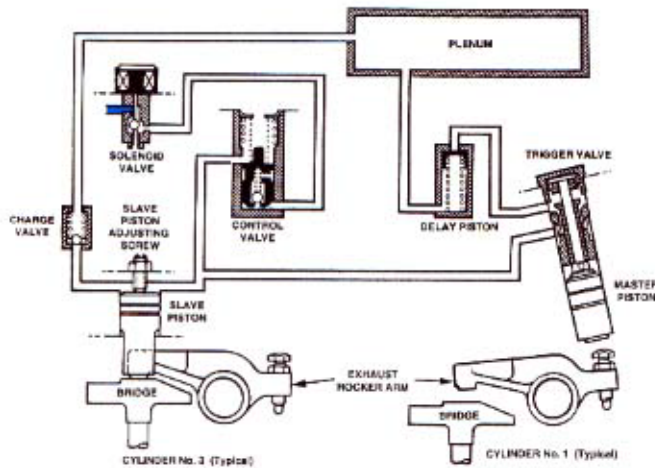 PLENUM
SOLENOID
VALVE
TRIGGER VALVE
CHARGE
VALVE
SLAVE
PISTON
ADJUSTING
SCREW
CONTROL
VALVE
DELAY PISTON
SLAVE
PISTON
MASTER
PISTON
EXHAUST
ROCKER ARM
BRIDGE
BRIDGE
CYLINDER No. 3 (Typical)
CYLINDER No. 1 (Typical)